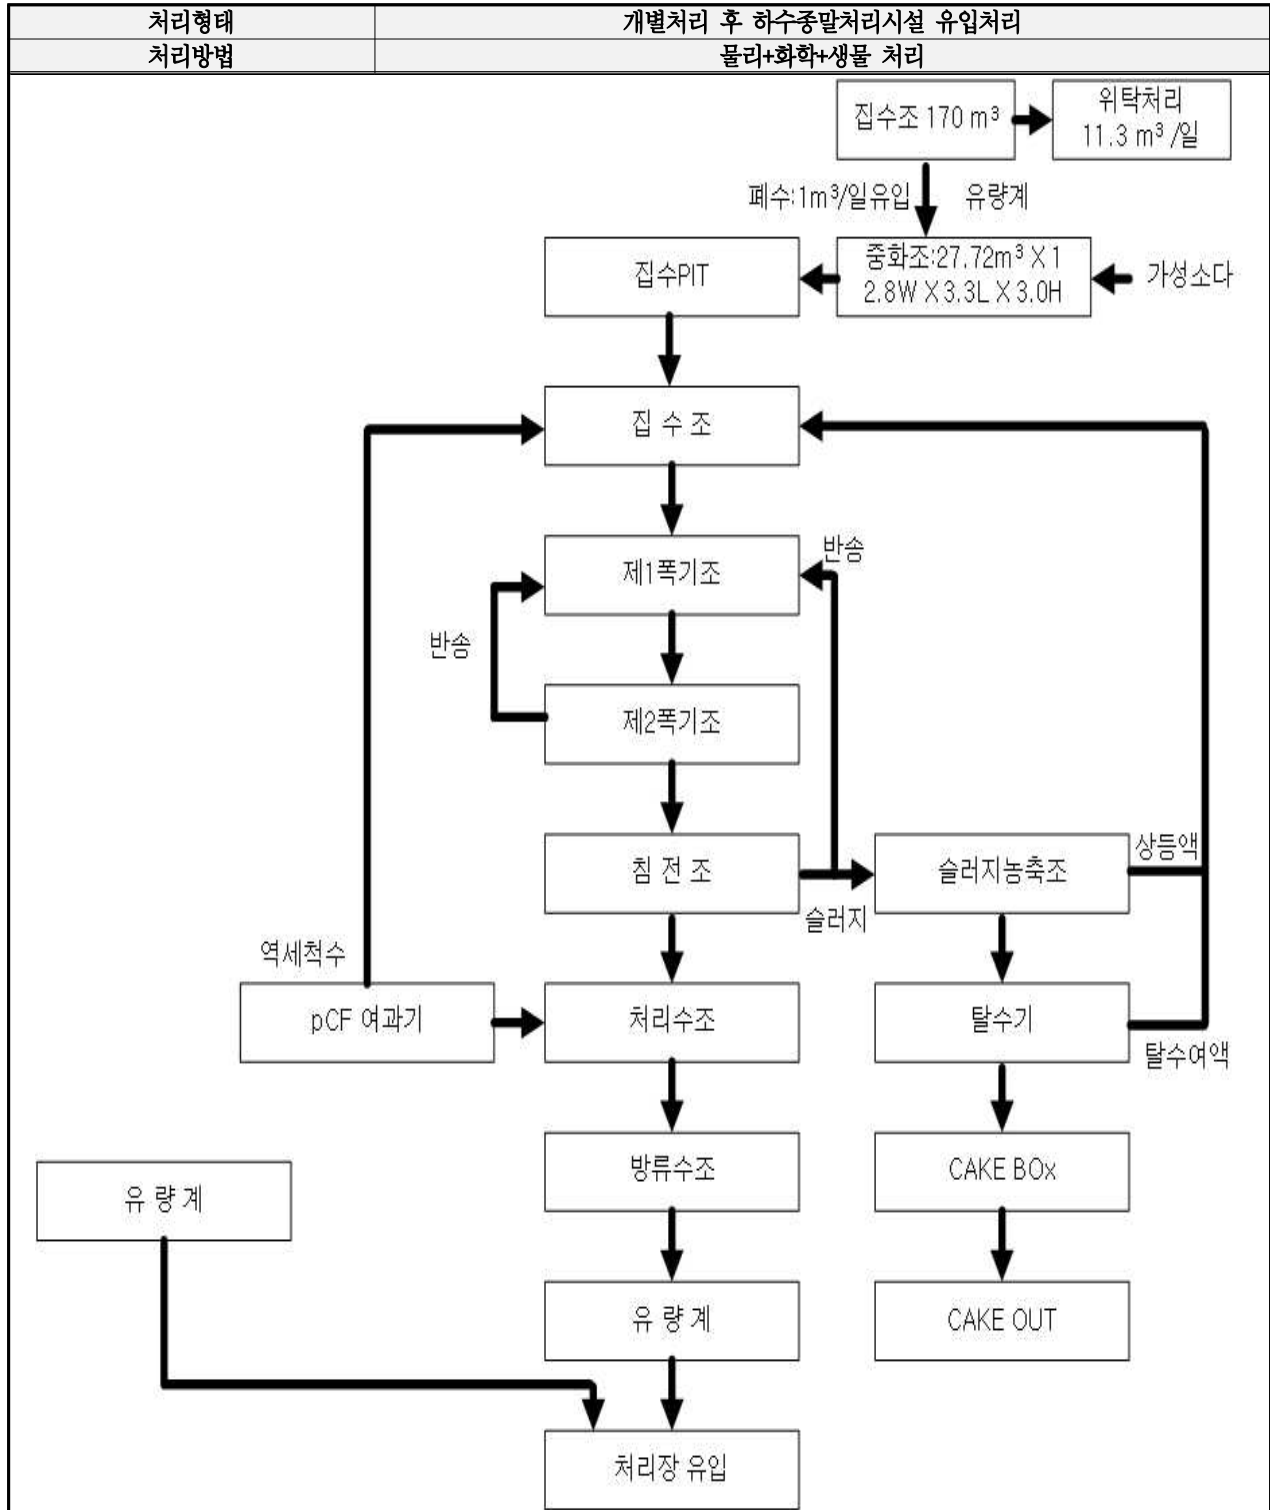 처리형태 개별처리 후 하수종말처리시설 유입처리
처리방법 물리+화학+생물 처리
집수조 170 m³
위탁처리
11.3 m³ /일
폐수:1m³/일유입
유량계
집수PIT
중화조:27.72m³ X 1
2.8W X 3.3L X 3.0H
가성소다
집 수 조
제1폭기조
반송
반송
제2폭기조
침 전 조
슬러지
슬러지농축조
상등액
역세척수
pCF 여과기
처리수조
탈수기
탈수여액
방류수조
CAKE BOx
유 량 계
유 량 계
CAKE OUT
처리장 유입